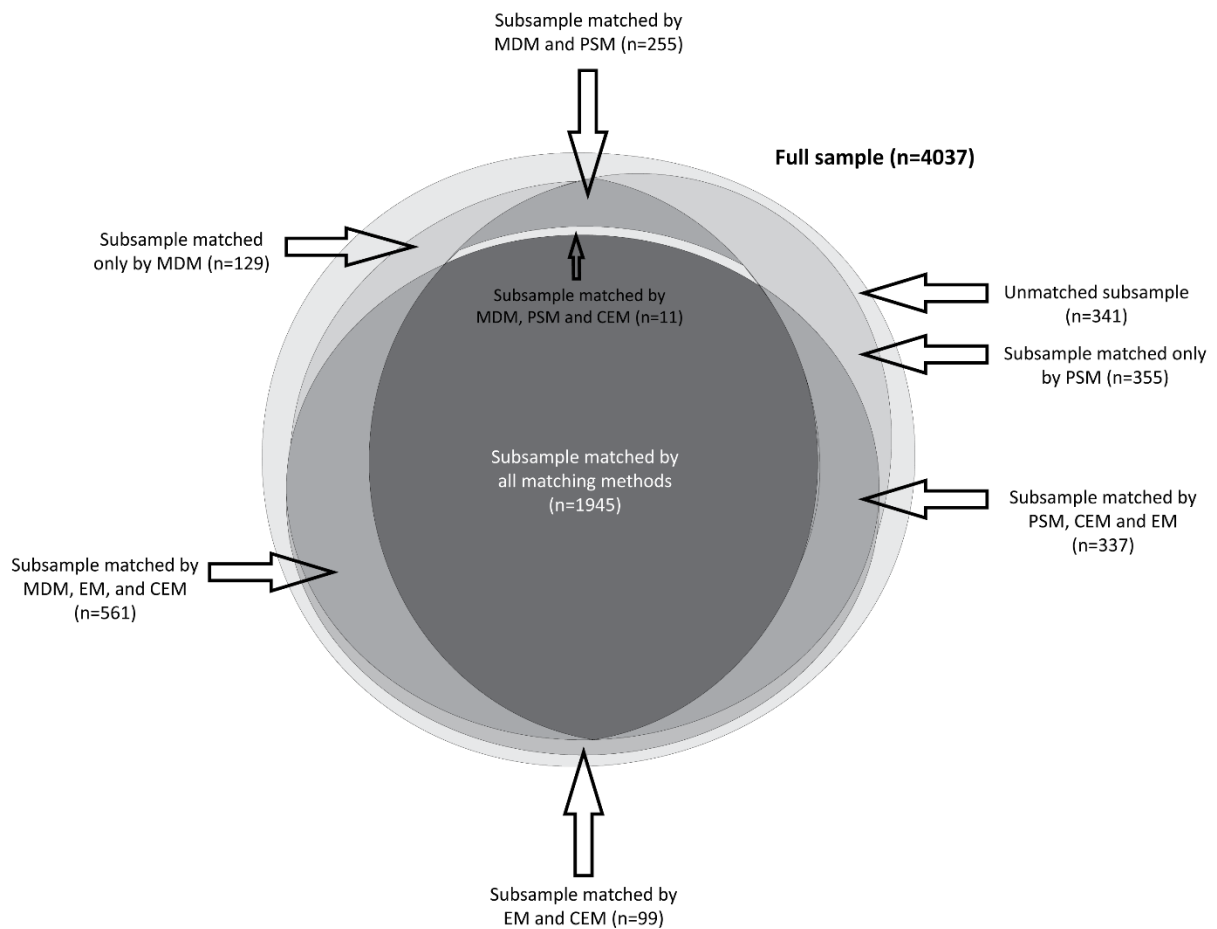 Subsample matched by
MDM and PSM (n=255)
Full sample (n=4037)
Subsample matched
only by MDM (n=129)
Subsample matched by
MDM, PSM and CEM (n=11)
Unmatched subsample
(n=341)
Subsample matched only
by PSM (n=355)
Subsample matched by
all matching methods
(n=1945)
Subsample matched by
PSM, CEM and EM
(n=337)
Subsample matched by
MDM, EM, and CEM
(n=561)
Subsample matched by
EM and CEM (n=99)